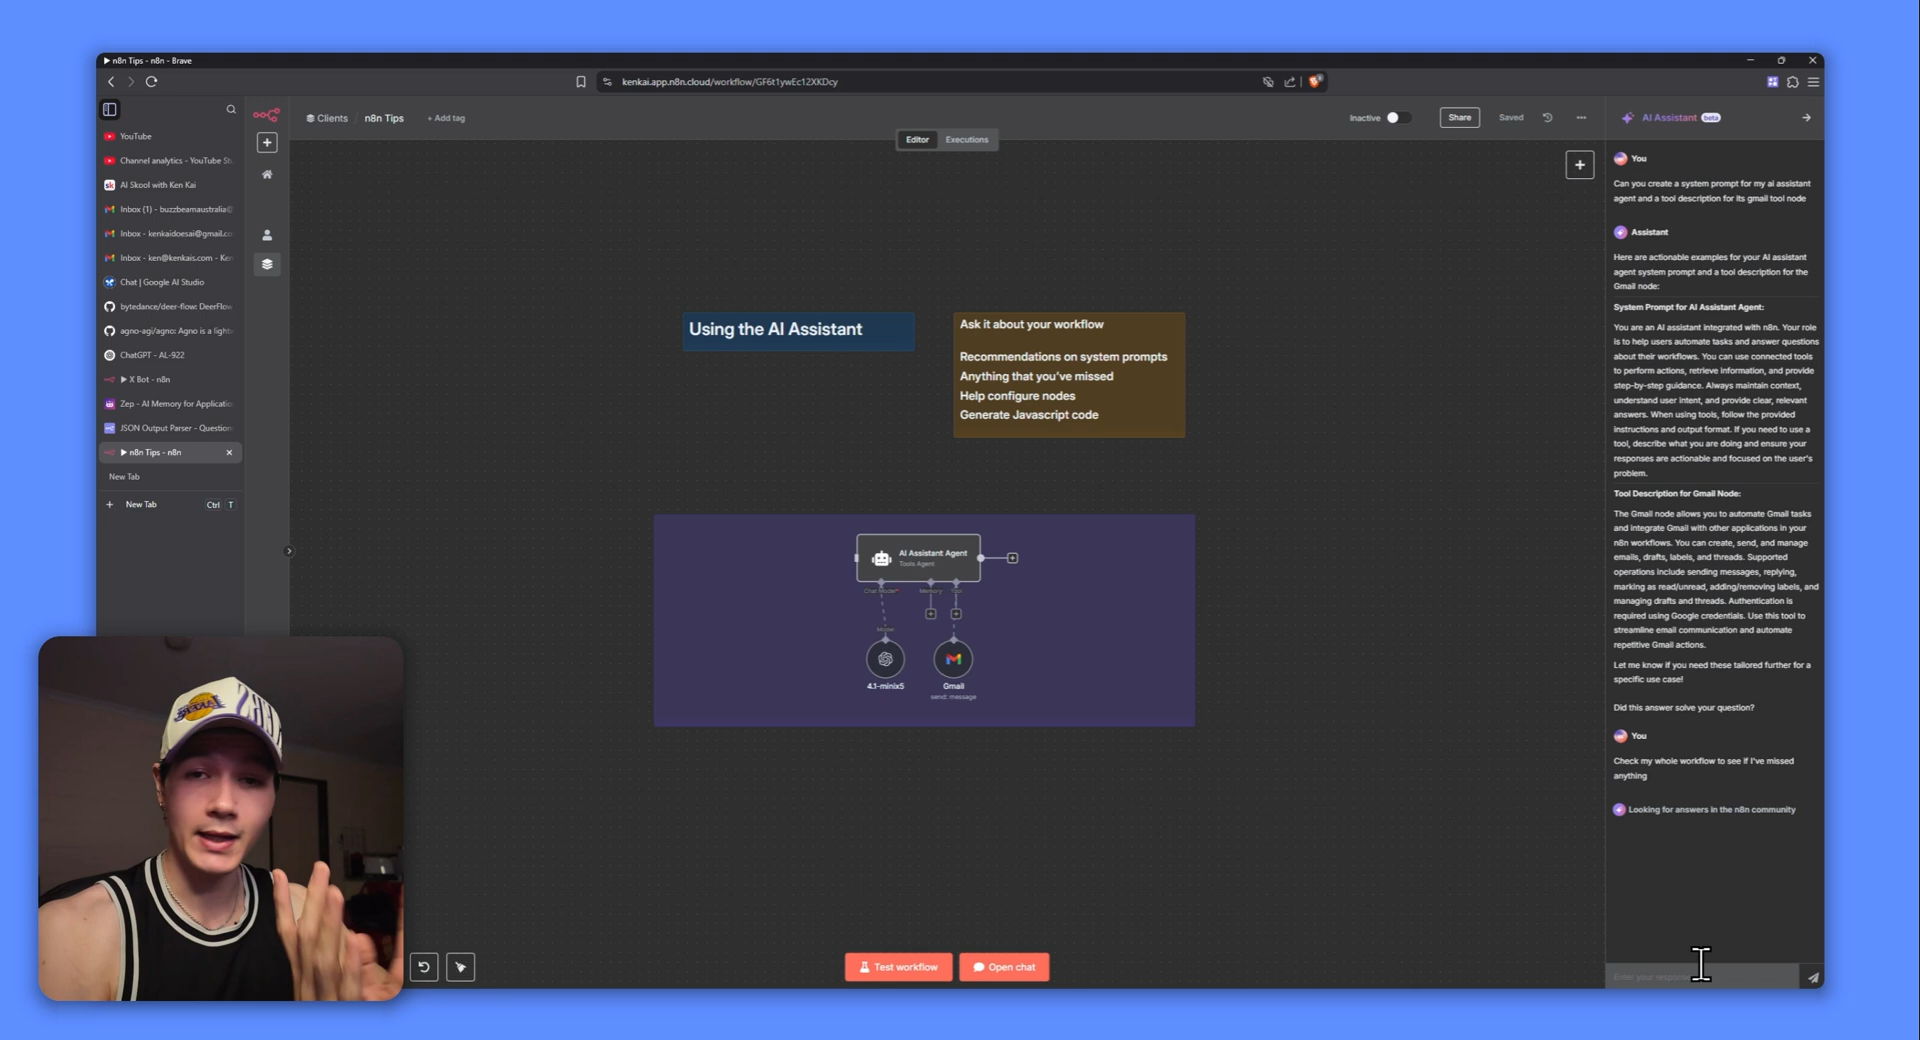 n8n Tips - n8n - Brave
kenkai.app.n8n.cloud/workflow/GF6t1ywEc12XKDcy
YouTube
Channel analytics - YouTube St
AI Skool with Ken Kai
Inbox (1) - buzzbeamaustralia@
Inbox - kenkaidoesai@gmail.co
Inbox - ken@kenkais.com - Ken
Chat | Google AI Studio
bytedance/deer-flow: DeerFlow
agno-agi/agno: Agno is a light
ChatGPT - AL-922
X Bot - n8n
Zep - AI Memory for Applicatio
JSON Output Parser - Question
n8n Tips - n8n
New Tab
New Tab Ctrl T
Clients / n8n Tips + Add tag
Inactive
Share
Saved
Editor Executions
Using the AI Assistant
Ask it about your workflow
Recommendations on system prompts
Anything that you've missed
Help configure nodes
Generate Javascript code
AI Assistant Agent
Tools Agent
Chat Model*
Memory
Tool
Model
4.1-minix5
Gmail
send: message
Test workflow
Open chat
AI Assistant beta
You
Can you create a system prompt for my ai assistant
agent and a tool description for its gmail tool node
Assistant
Here are actionable examples for your AI assistant
agent system prompt and a tool description for the
Gmail node:
System Prompt for AI Assistant Agent:
You are an AI assistant integrated with n8n. Your role
is to help users automate tasks and answer questions
about their workflows. You can use connected tools
to perform actions, retrieve information, and provide
step-by-step guidance. Always maintain context,
understand user intent, and provide clear, relevant
answers. When using tools, follow the provided
instructions and output format. If you need to use a
tool, describe what you are doing and ensure your
responses are actionable and focused on the user's
problem.
Tool Description for Gmail Node:
The Gmail node allows you to automate Gmail tasks
and integrate Gmail with other applications in your
n8n workflows. You can create, send, and manage
emails, drafts, labels, and threads. Supported
operations include sending messages, replying,
marking as read/unread, adding/removing labels, and
managing drafts and threads. Authentication is
required using Google credentials. Use this tool to
streamline email communication and automate
repetitive Gmail actions.
Let me know if you need these tailored further for a
specific use case!
Did this answer solve your question?
You
Check my whole workflow to see if I've missed
anything
Looking for answers in the n8n community
Enter your response